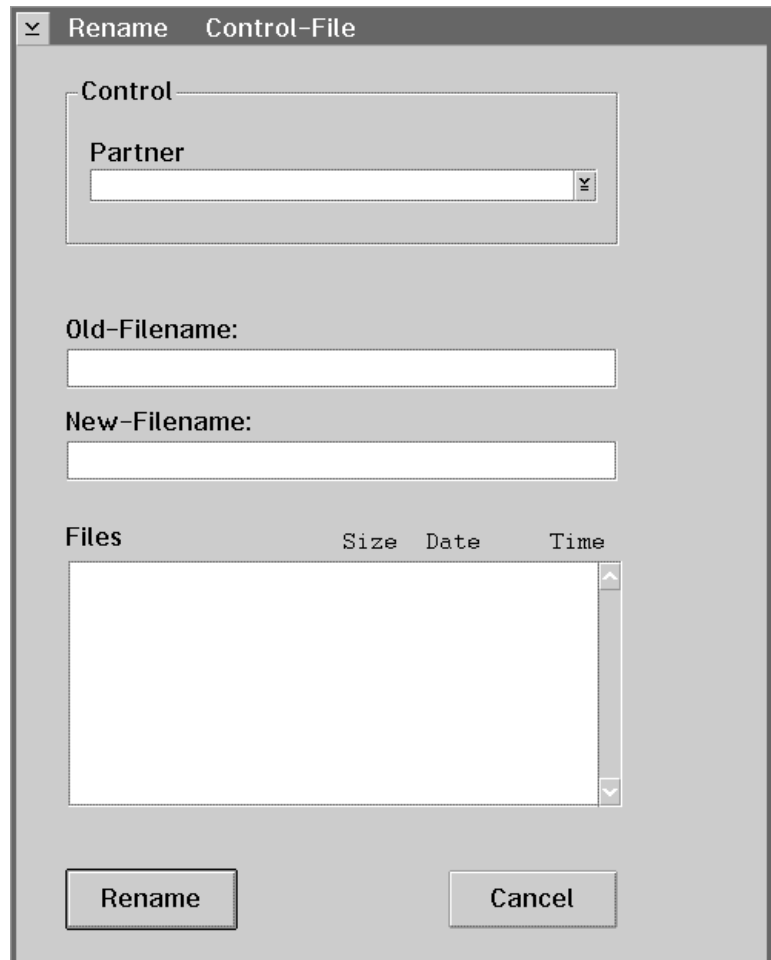 Rename Control-File
Control
Partner
Old-Filename:
New-Filename:
Files Size Date Time
Rename Cancel